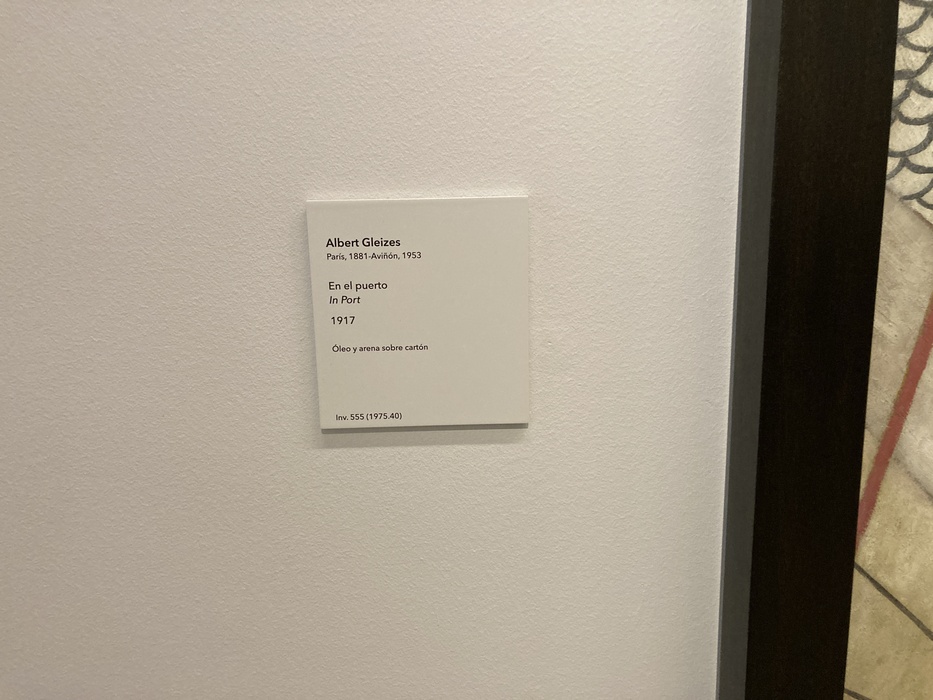 Albert Gleizes
París, 1881-Aviñón, 1953
En el puerto
In Port
1917
Óleo y arena sobre cartón
Inv. 555 (1975.40)